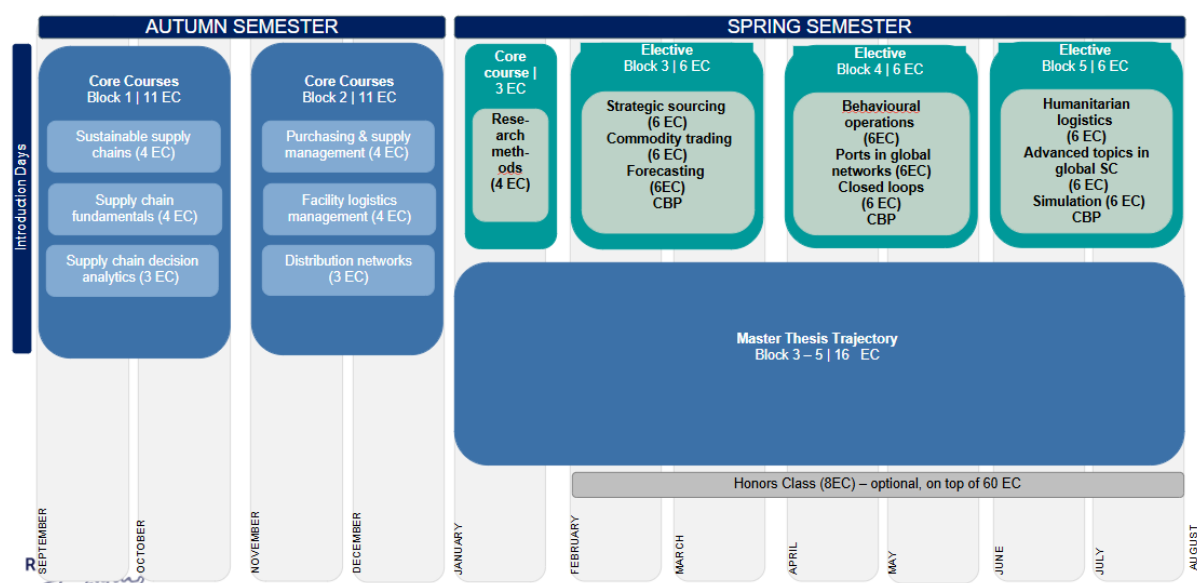 AUTUMN SEMESTER
SPRING SEMESTER
Introduction Days
Core Courses
Block 1 | 11 EC
Sustainable supply
chains (4 EC)
Supply chain
fundamentals (4 EC)
Supply chain decision
analytics (3 EC)
Core Courses
Block 2 | 11 EC
Purchasing & supply
management (4 EC)
Facility logistics
management (4 EC)
Distribution networks
(3 EC)
Core
course |
3 EC
Rese-
arch
meth-
ods
(4 EC)
Elective
Block 3 | 6 EC
Strategic sourcing
(6 EC)
Commodity trading
(6 EC)
Forecasting
(6EC)
CBP
Elective
Block 4 | 6 EC
Behavioural
operations
(6EC)
Ports in global
networks (6EC)
Closed loops
(6 EC)
CBP
Elective
Block 5 | 6 EC
Humanitarian
logistics
(6 EC)
Advanced topics in
global SC
(6 EC)
Simulation (6 EC)
CBP
Master Thesis Trajectory
Block 3 – 5 | 16 EC
Honors Class (8EC) – optional, on top of 60 EC
SEPTEMBER
OCTOBER
NOVEMBER
DECEMBER
JANUARY
FEBRUARY
MARCH
APRIL
MAY
JUNE
JULY
AUGUST
R